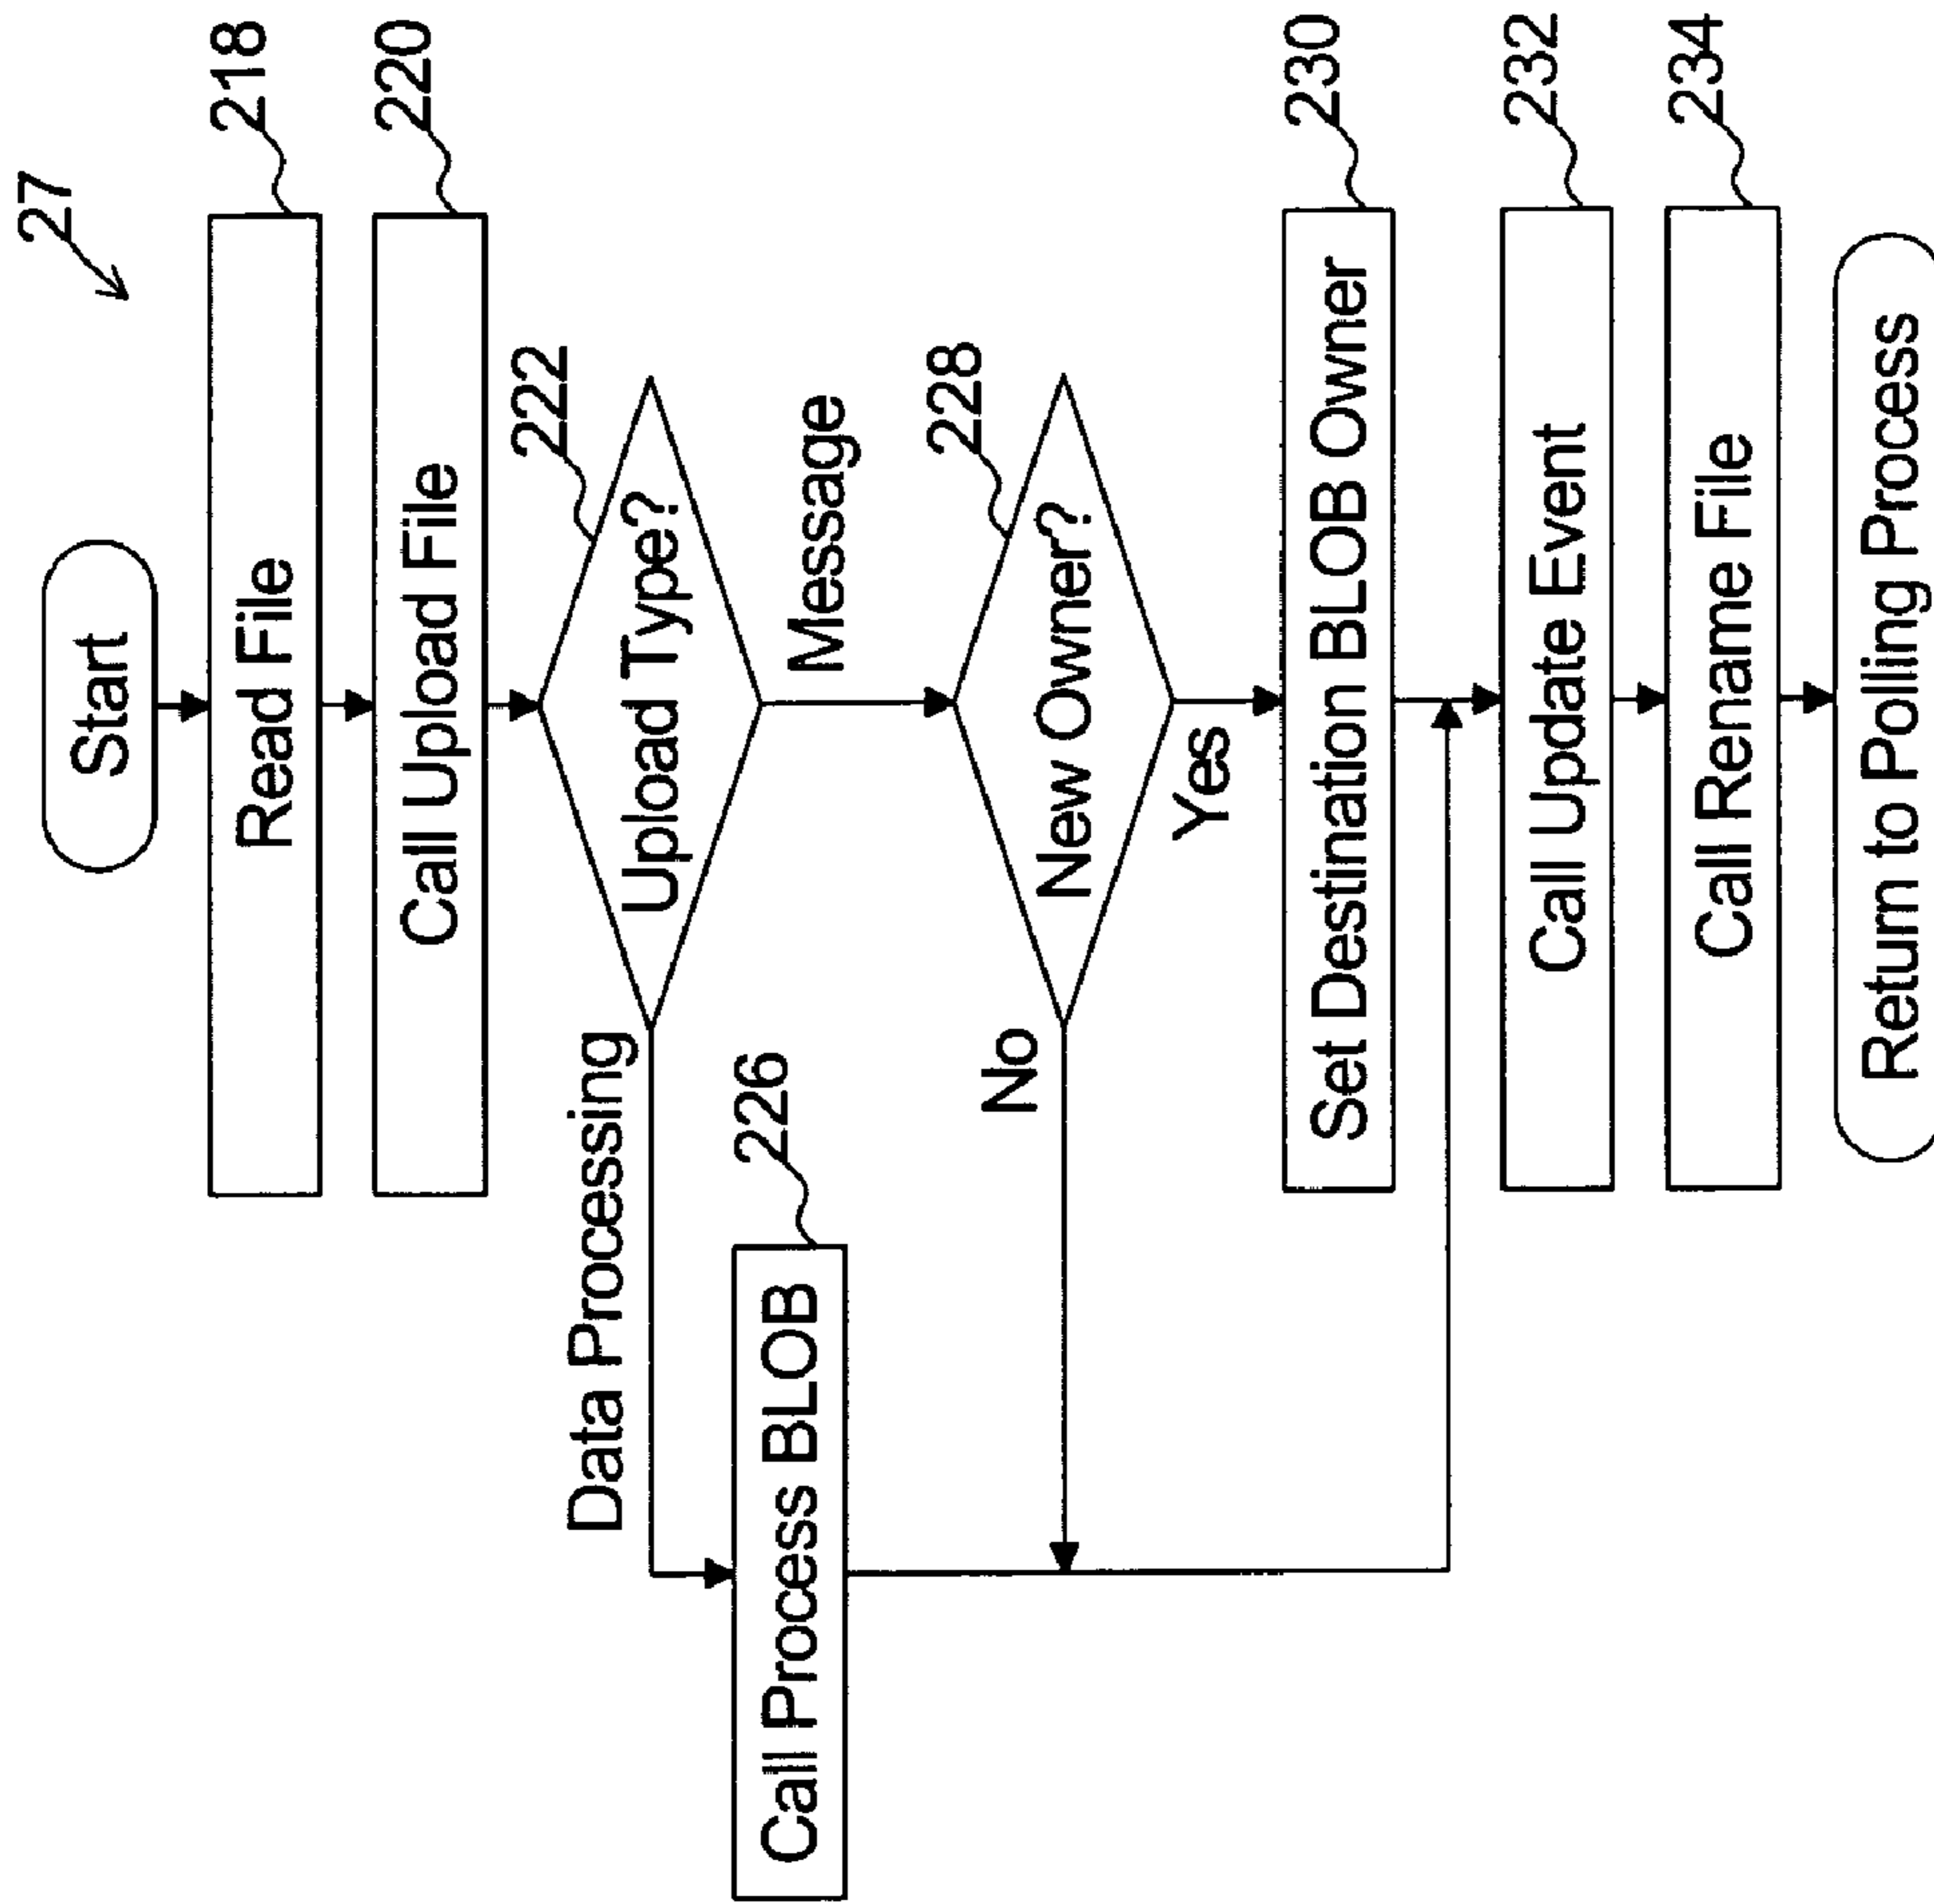 27
Start
Read File
218
Call Upload File
220
Upload Type?
222
Data Processing
Message
Call Process BLOB
226
New Owner?
228
No
Yes
Set Destination BLOB Owner
230
Call Update Event
232
Call Rename File
234
Return to Polling Process